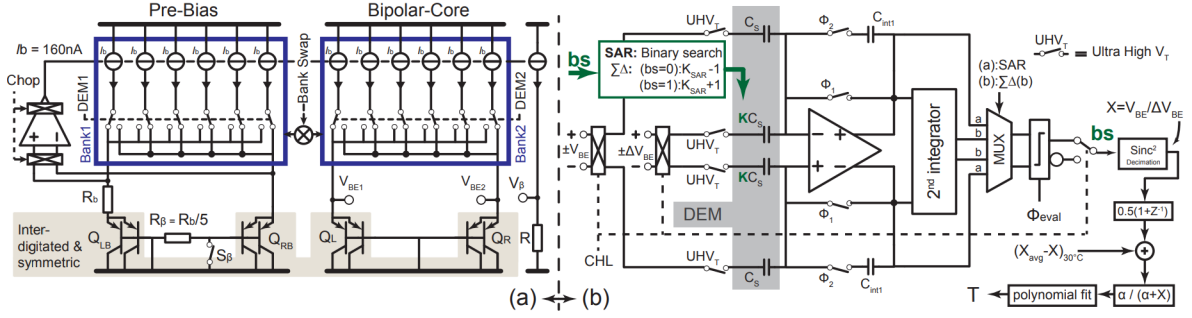 Pre-Bias
Bipolar-Core
Ib = 160nA
Ib Ib Ib Ib Ib Ib
Ib Ib Ib Ib Ib Ib
Chop
DEM1
Bank1
Bank Swap
DEM2
Bank2
Rb
Rβ = Rb/5
VBE1
VBE2
Vβ
R
QLB
QRB
QL
QR
Sβ
Inter-
digitated &
symmetric
(a)
(b)
bs
SAR: Binary search
ΣΔ: (bs=0):KSAR-1
(bs=1):KSAR+1
UHVT
CS
Φ2
Cint1
UHVT
Ultra High VT
(a):SAR
(b):ΣΔ(b)
Φ1
KCS
±VBE
±ΔVBE
UHVT
UHVT
KCS
DEM
CHL
Φ1
UHVT
CS
Φ2
Cint1
2nd integrator
a
b
b
a
MUX
Φeval
bs
X=VBE/ΔVBE
Sinc2
Decimation
0.5(1+Z-1)
(Xavg-X)30°C
α / (α+X)
polynomial fit
T